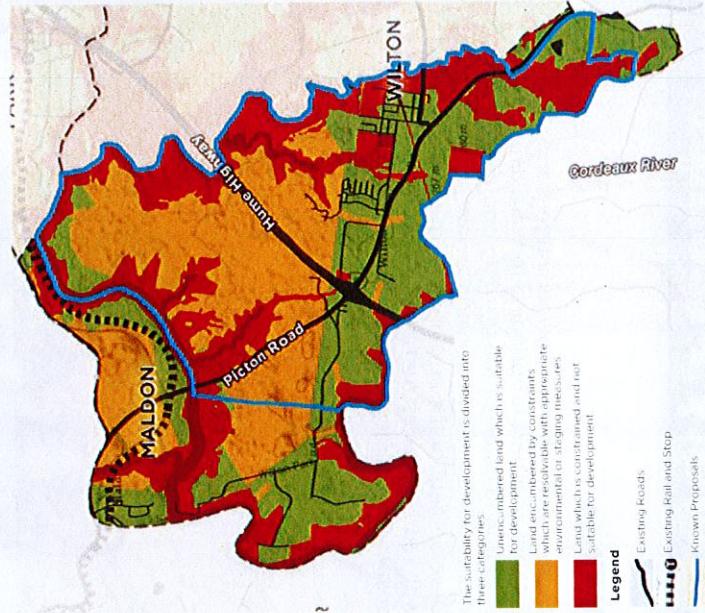 PARK
MALDON
Picton Road
Hume Highway
WILTON
Cordeaux River
The suitability for development is divided into
three categories
Unencumbered land which is suitable
for development
Land encumbered by constraints
which are resolvable with appropriate
environmental or staging measures
Land which is constrained and not
suitable for development
Legend
Existing Roads
Existing Rail and Stop
Known Proposals